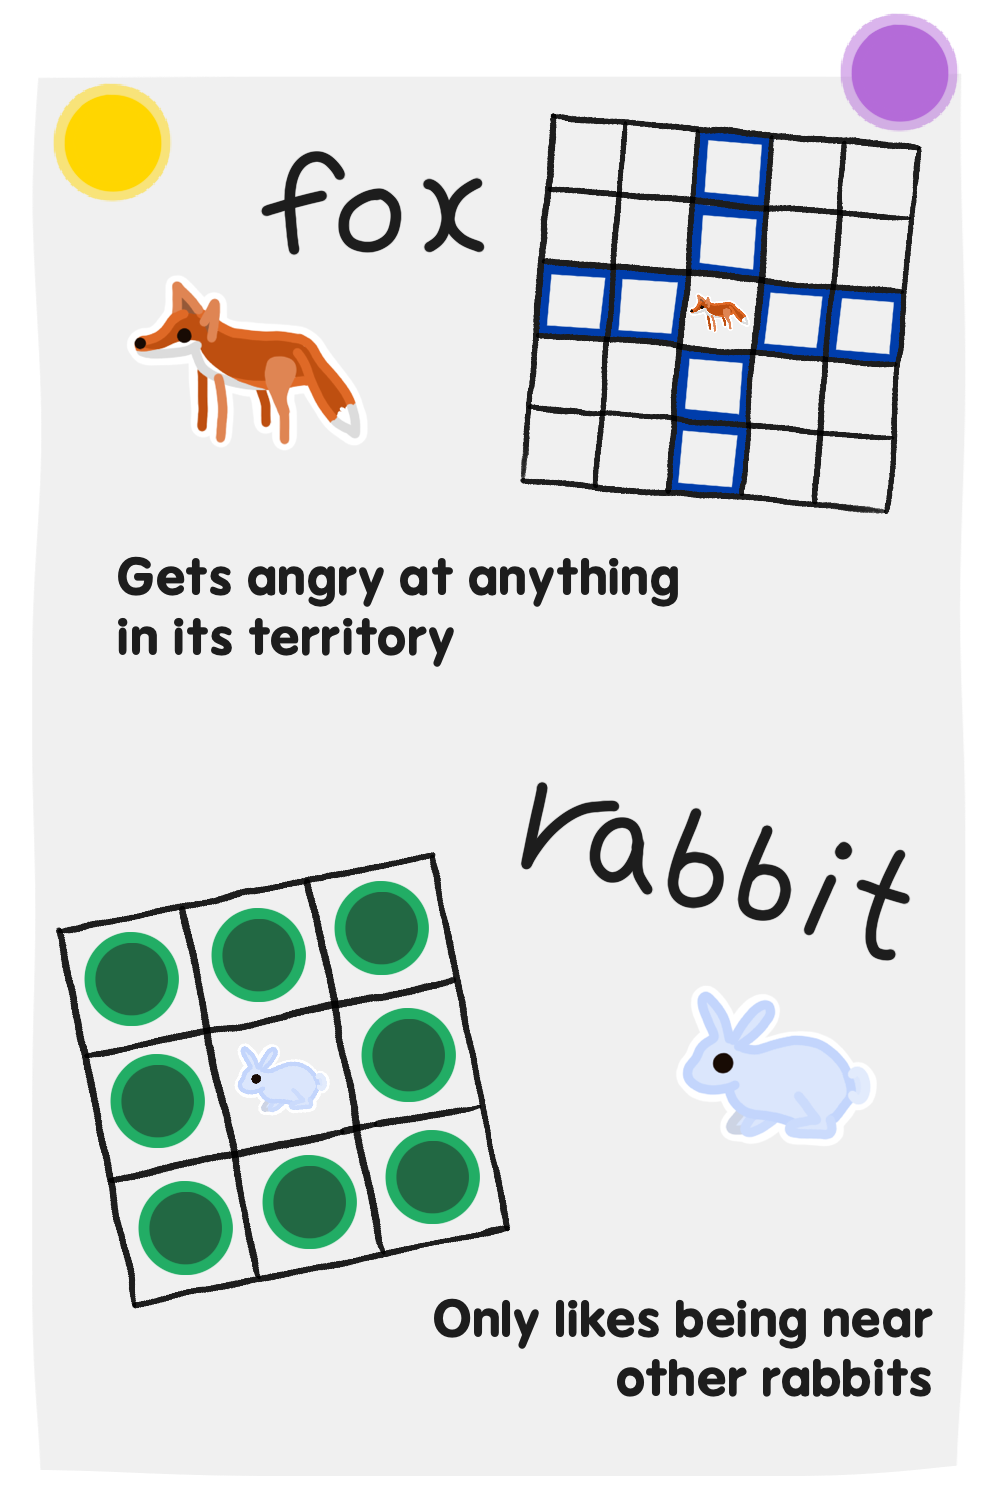 fox
Gets angry at anything
in its territory
rabbit
Only likes being near
other rabbits